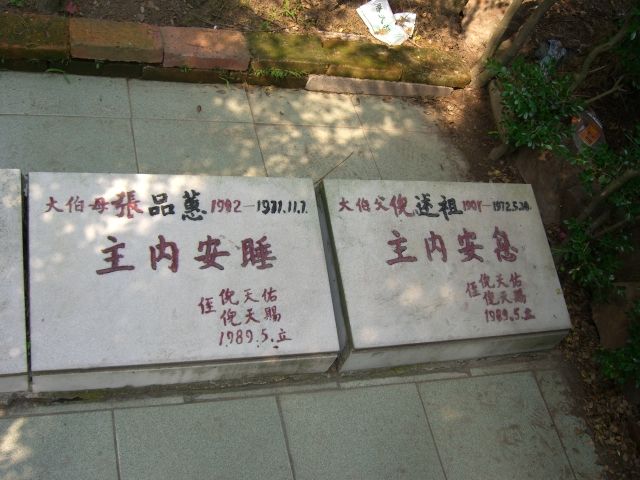 大伯母張品蕙 1902-1971.11.7.
主内安睡
侄 倪天佑
倪天賜
1989.5.立
大伯父倪述祖 1901-1972.5.28.
主内安息
侄 倪天佑
倪天賜
1989.5.立